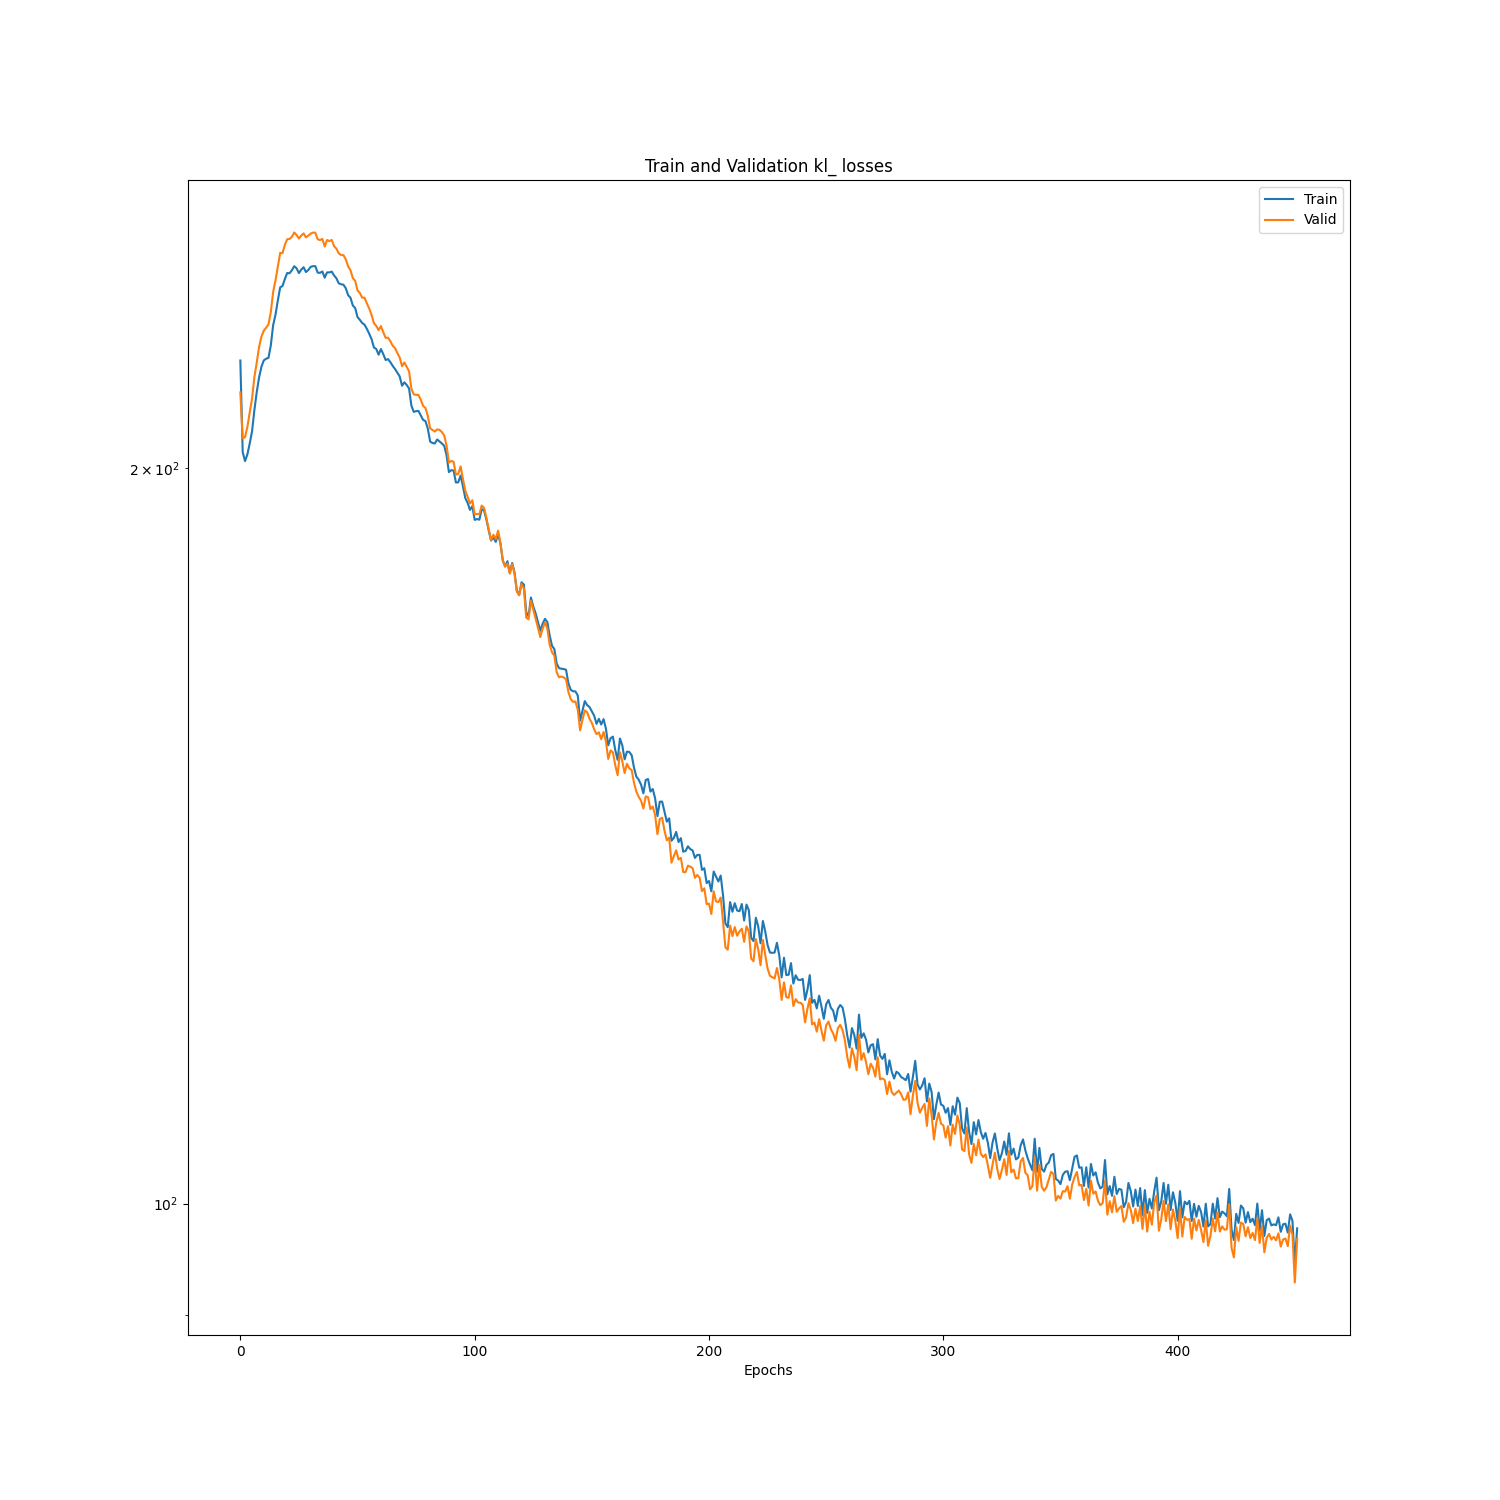 Train and Validation kl_ losses
Train
Valid
2 × 10²
10²
0 100 200 300 400
Epochs